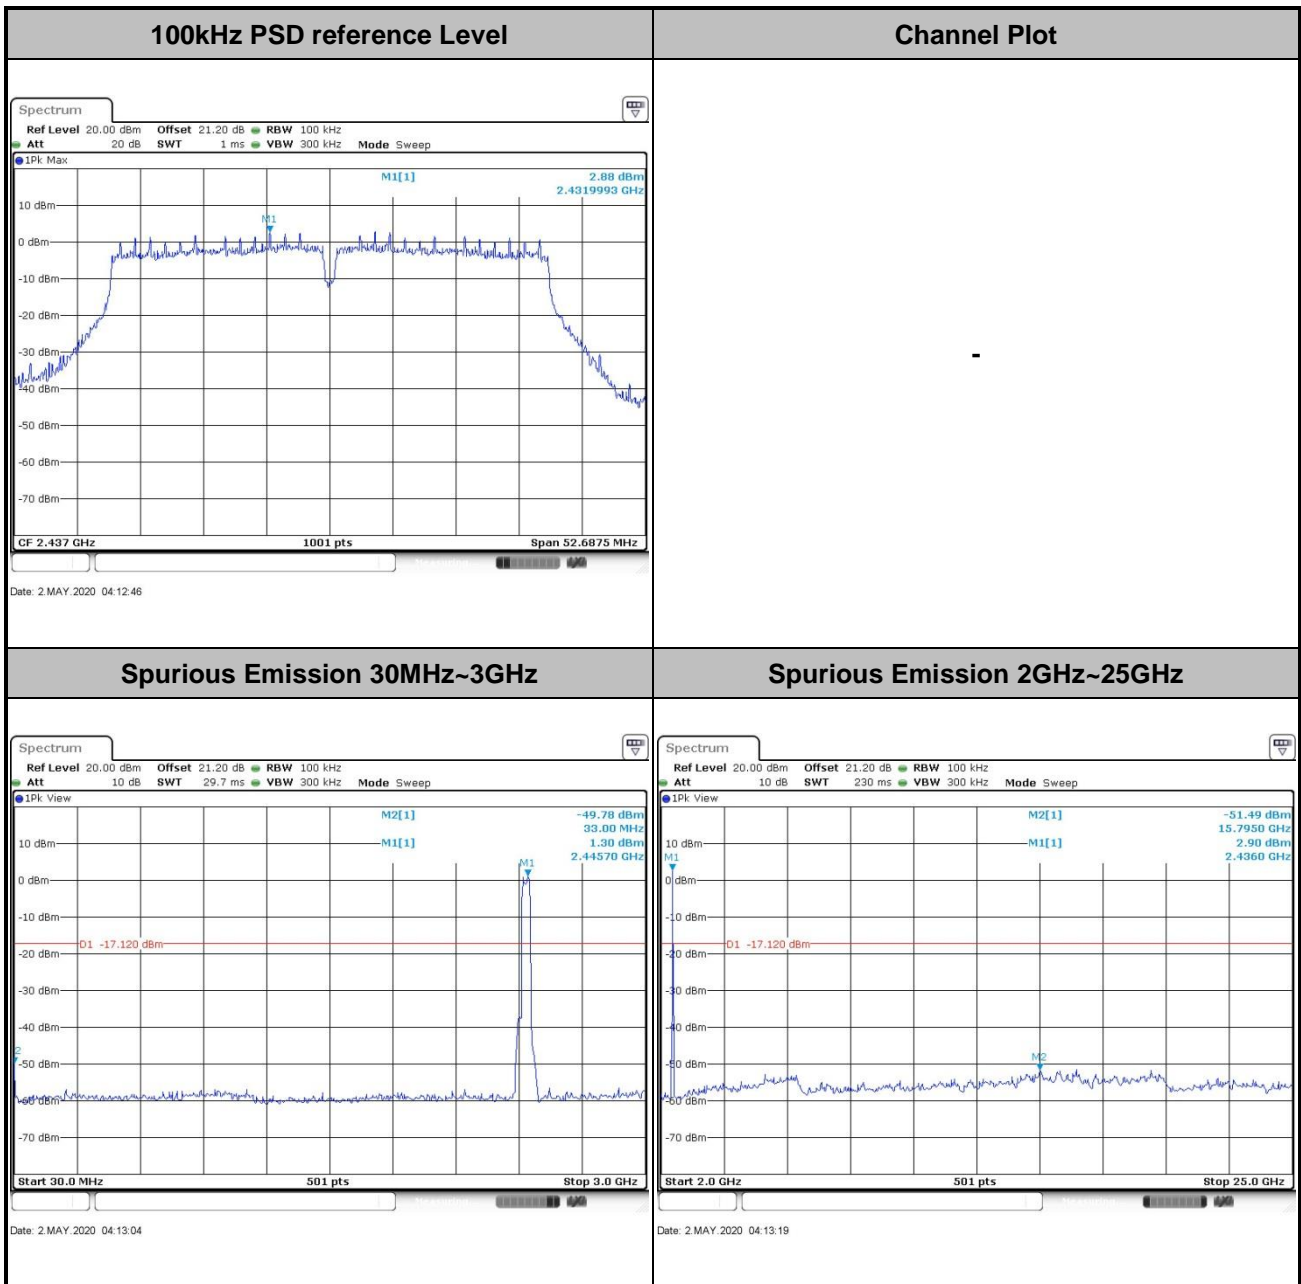 100kHz PSD reference Level
Channel Plot
Spectrum
Ref Level 20.00 dBm Offset 21.20 dB RBW 100 kHz
Att 20 dB SWT 1 ms VBW 300 kHz Mode Sweep
1Pk Max
M1[1] 2.88 dBm
2.4319993 GHz
10 dBm
M1
0 dBm
-10 dBm
-20 dBm
-30 dBm
-40 dBm
-50 dBm
-60 dBm
-70 dBm
CF 2.437 GHz 1001 pts Span 52.6875 MHz
Date: 2.MAY.2020 04:12:46
-
Spurious Emission 30MHz~3GHz
Spurious Emission 2GHz~25GHz
Spectrum
Ref Level 20.00 dBm Offset 21.20 dB RBW 100 kHz
Att 10 dB SWT 29.7 ms VBW 300 kHz Mode Sweep
1Pk View
M2[1] -49.78 dBm
33.00 MHz
10 dBm M1[1] 1.30 dBm
2.44570 GHz
M1
0 dBm
-10 dBm
D1 -17.120 dBm
-20 dBm
-30 dBm
-40 dBm
2
-50 dBm
-60 dBm
-70 dBm
Start 30.0 MHz 501 pts Stop 3.0 GHz
Date: 2.MAY.2020 04:13:04
Spectrum
Ref Level 20.00 dBm Offset 21.20 dB RBW 100 kHz
Att 10 dB SWT 230 ms VBW 300 kHz Mode Sweep
1Pk View
M2[1] -51.49 dBm
15.7950 GHz
10 dBm M1[1] 2.90 dBm
2.4360 GHz
M1
0 dBm
-10 dBm
D1 -17.120 dBm
-20 dBm
-30 dBm
-40 dBm
M2
-50 dBm
-60 dBm
-70 dBm
Start 2.0 GHz 501 pts Stop 25.0 GHz
Date: 2.MAY.2020 04:13:19